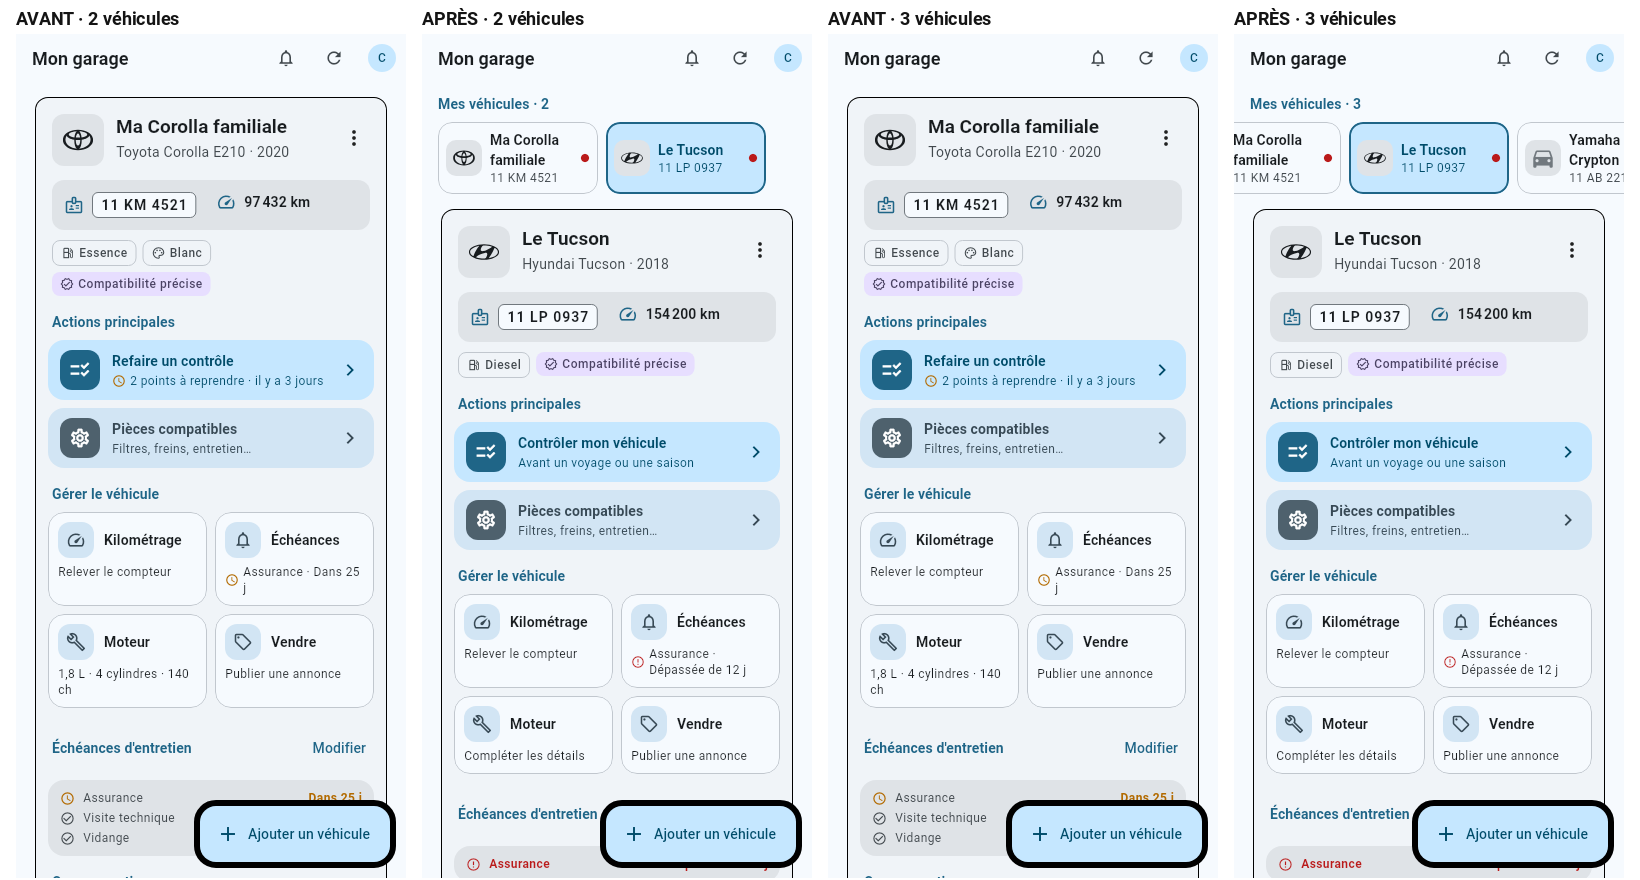 AVANT · 2 véhicules
Mon garage
C
Ma Corolla familiale
Toyota Corolla E210 · 2020
11 KM 4521
97 432 km
Essence
Blanc
Compatibilité précise
Actions principales
Refaire un contrôle
2 points à reprendre · il y a 3 jours
Pièces compatibles
Filtres, freins, entretien…
Gérer le véhicule
Kilométrage
Relever le compteur
Échéances
Assurance · Dans 25
j
Moteur
1,8 L · 4 cylindres · 140
ch
Vendre
Publier une annonce
Échéances d'entretien
Modifier
Assurance
Dans 25 j
Visite technique
Vidange
Ajouter un véhicule
APRÈS · 2 véhicules
Mon garage
C
Mes véhicules · 2
Ma Corolla
familiale
11 KM 4521
Le Tucson
11 LP 0937
Le Tucson
Hyundai Tucson · 2018
11 LP 0937
154 200 km
Diesel
Compatibilité précise
Actions principales
Contrôler mon véhicule
Avant un voyage ou une saison
Pièces compatibles
Filtres, freins, entretien…
Gérer le véhicule
Kilométrage
Relever le compteur
Échéances
Assurance ·
Dépassée de 12 j
Moteur
Compléter les détails
Vendre
Publier une annonce
Échéances d'entretien
Assurance
Ajouter un véhicule
AVANT · 3 véhicules
Mon garage
C
Ma Corolla familiale
Toyota Corolla E210 · 2020
11 KM 4521
97 432 km
Essence
Blanc
Compatibilité précise
Actions principales
Refaire un contrôle
2 points à reprendre · il y a 3 jours
Pièces compatibles
Filtres, freins, entretien…
Gérer le véhicule
Kilométrage
Relever le compteur
Échéances
Assurance · Dans 25
j
Moteur
1,8 L · 4 cylindres · 140
ch
Vendre
Publier une annonce
Échéances d'entretien
Modifier
Assurance
Dans 25 j
Visite technique
Vidange
Ajouter un véhicule
APRÈS · 3 véhicules
Mon garage
C
Mes véhicules · 3
Ma Corolla
familiale
11 KM 4521
Le Tucson
11 LP 0937
Yamaha
Crypton
11 AB 221
Le Tucson
Hyundai Tucson · 2018
11 LP 0937
154 200 km
Diesel
Compatibilité précise
Actions principales
Contrôler mon véhicule
Avant un voyage ou une saison
Pièces compatibles
Filtres, freins, entretien…
Gérer le véhicule
Kilométrage
Relever le compteur
Échéances
Assurance ·
Dépassée de 12 j
Moteur
Compléter les détails
Vendre
Publier une annonce
Échéances d'entretien
Assurance
Ajouter un véhicule